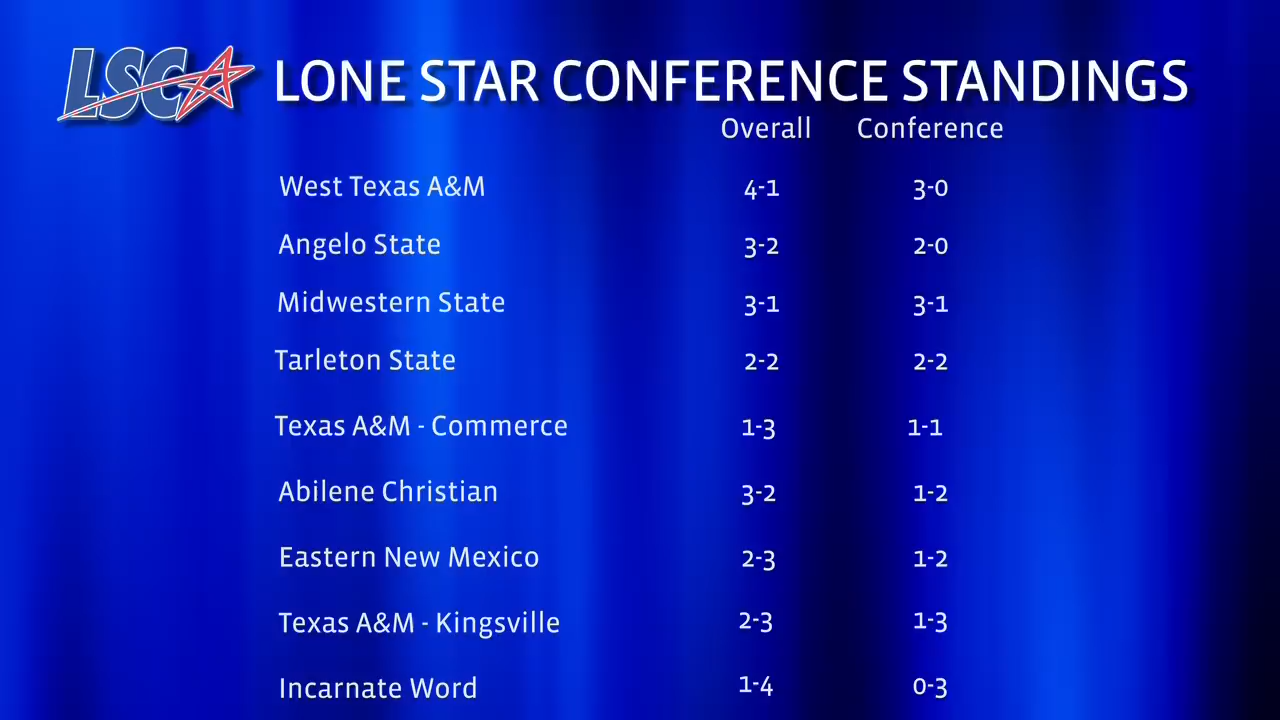 LSC LONE STAR CONFERENCE STANDINGS
Overall Conference
West Texas A&M 4-1 3-0
Angelo State 3-2 2-0
Midwestern State 3-1 3-1
Tarleton State 2-2 2-2
Texas A&M - Commerce 1-3 1-1
Abilene Christian 3-2 1-2
Eastern New Mexico 2-3 1-2
Texas A&M - Kingsville 2-3 1-3
Incarnate Word 1-4 0-3